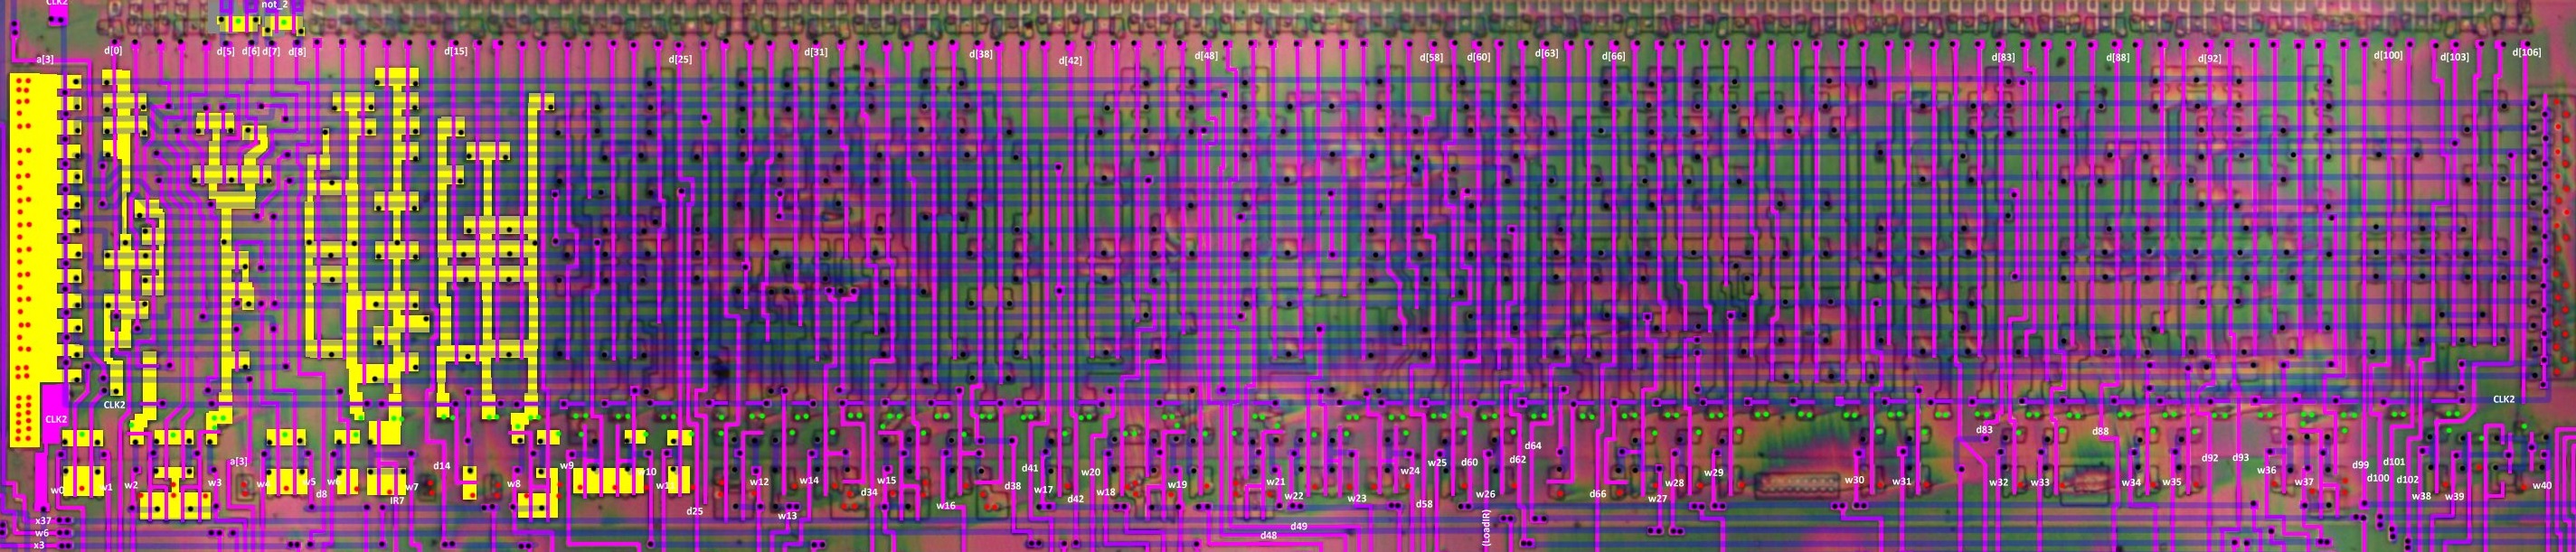 CLK2
not_2
d[0] d[5] d[6] d[7] d[8] d[15] d[25] d[31] d[38] d[42] d[48] d[58] d[60] d[63] d[66] d[83] d[88] d[92] d[100] d[103] d[106]
a[3]
CLK2 CLK2
CLK2
d83 d88
d64
d62
a[3] d14 w9 w10 d41 w20 w24 w25 d60 w29 d92 d93 w36 d99 d101
w0 w1 w2 w3 w4 w5 w6 w7 w8 w12 w14 w15 w17 w18 w19 w21 w23 w28 w30 w31 w32 w33 w34 w35 w37 d100 d102 w40
d8 IR7 d34 d38 d42 w22 w26 d66 w27 w38 w39
d25 w13 w16 d58
x37
w6 d49
x3 d48
(LoadIR)